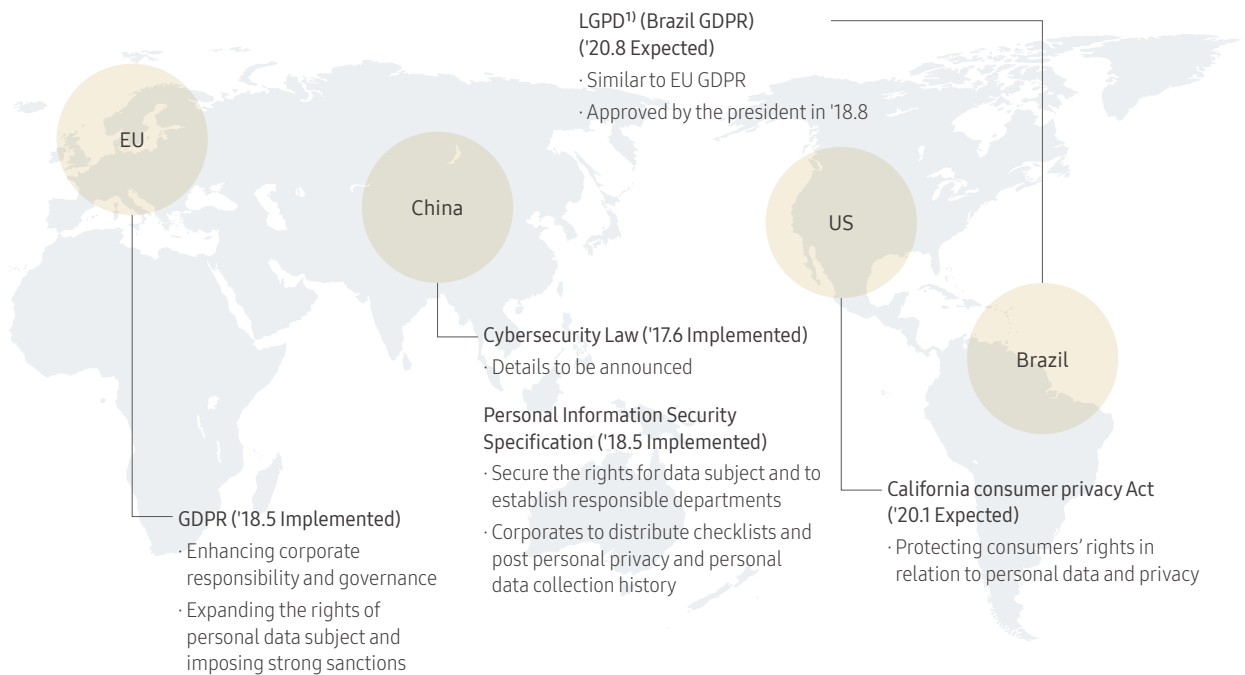 LGPD1) (Brazil GDPR)
('20.8 Expected)
· Similar to EU GDPR
· Approved by the president in '18.8
EU
China
US
Brazil
Cybersecurity Law ('17.6 Implemented)
· Details to be announced
Personal Information Security
Specification ('18.5 Implemented)
· Secure the rights for data subject and to
establish responsible departments
· Corporates to distribute checklists and
post personal privacy and personal
data collection history
California consumer privacy Act
('20.1 Expected)
· Protecting consumers’ rights in
relation to personal data and privacy
GDPR ('18.5 Implemented)
· Enhancing corporate
responsibility and governance
· Expanding the rights of
personal data subject and
imposing strong sanctions